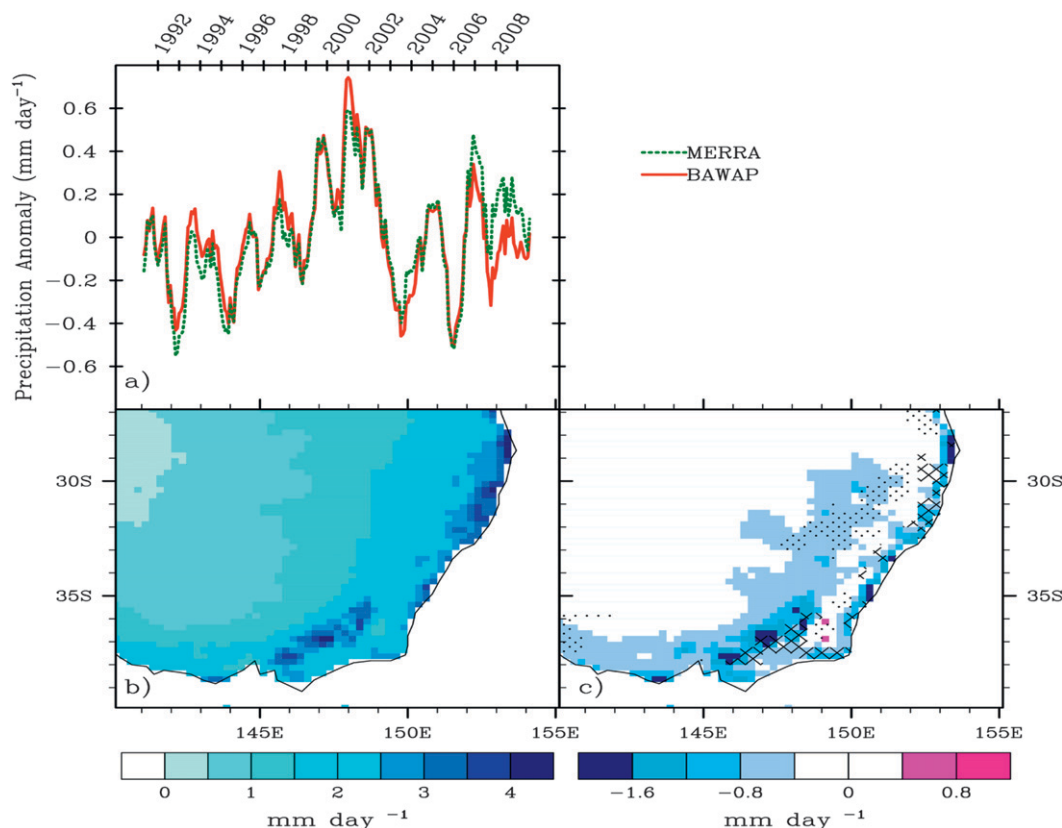 1992 1994 1996 1998 2000 2002 2004 2006 2008
Precipitation Anomaly (mm day⁻¹)
0.6
0.4
0.2
0
−0.2
−0.4
−0.6
a)
MERRA
BAWAP
30S
35S
b)
145E 150E
c)
145E 150E 155E
30S
35S
0 1 2 3 4
mm day ⁻¹
−1.6 −0.8 0 0.8
mm day ⁻¹